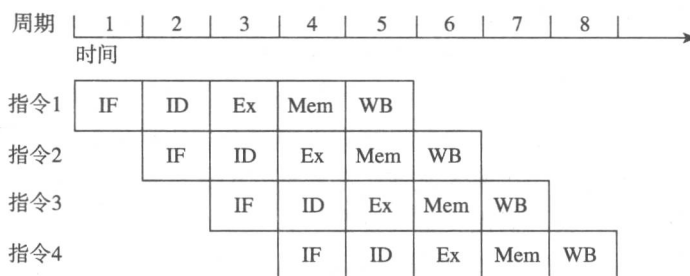 周期 1 2 3 4 5 6 7 8
时间
指令1 IF ID Ex Mem WB
指令2 IF ID Ex Mem WB
指令3 IF ID Ex Mem WB
指令4 IF ID Ex Mem WB